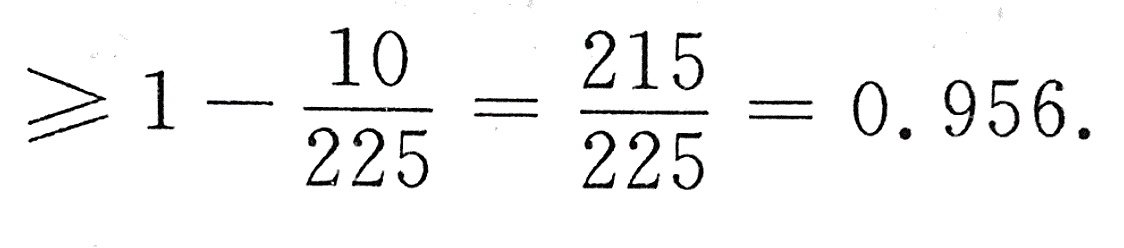 ⩾ 1 − 10/225 = 215/225 = 0.956.